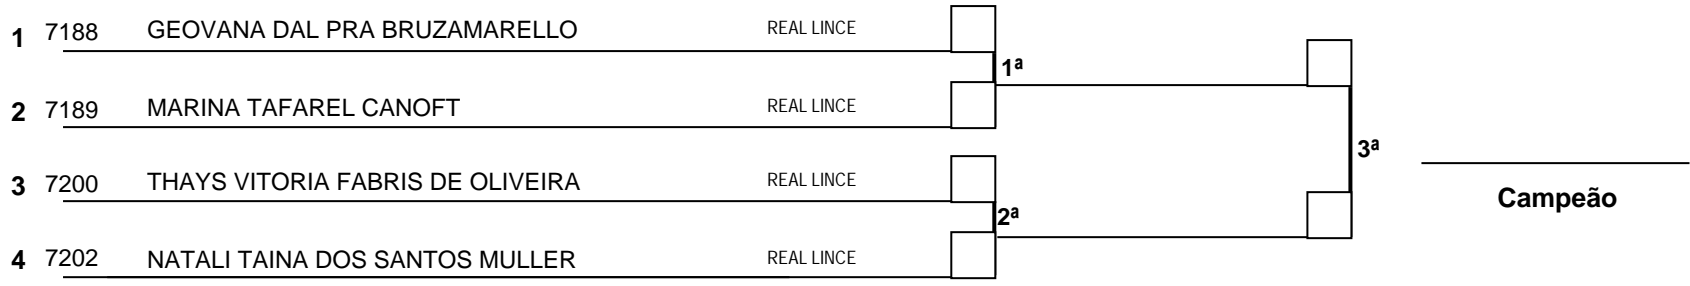 1 7188 GEOVANA DAL PRA BRUZAMARELLO REAL LINCE
1ª
2 7189 MARINA TAFAREL CANOFT REAL LINCE
3ª
3 7200 THAYS VITORIA FABRIS DE OLIVEIRA REAL LINCE
Campeão
2ª
4 7202 NATALI TAINA DOS SANTOS MULLER REAL LINCE